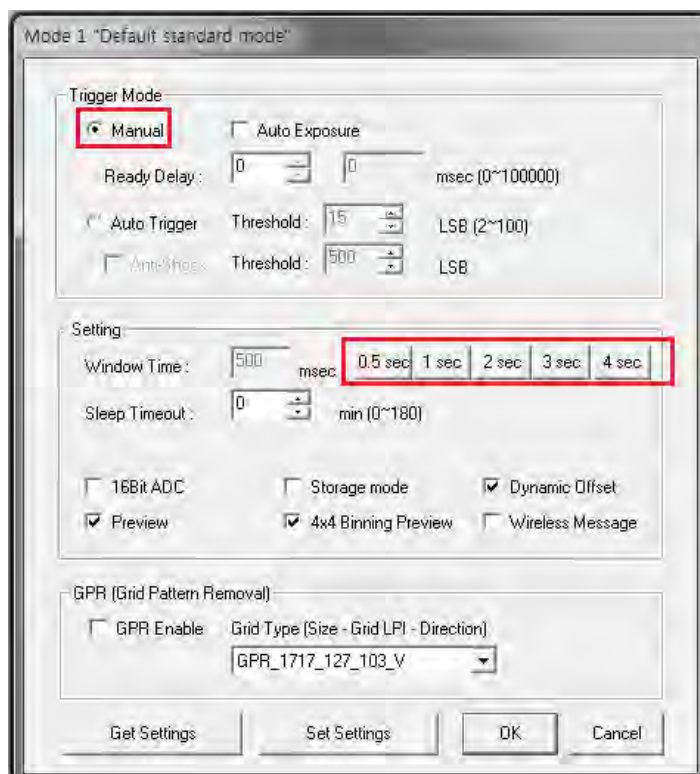 Mode 1 "Default standard mode"
Trigger Mode
Manual
Auto Exposure
Ready Delay :
0
0
msec (0~100000)
Auto Trigger
Threshold :
15
LSB (2~100)
Anti-Shock
Threshold :
500
LSB
Setting
Window Time :
500
msec
0.5 sec
1 sec
2 sec
3 sec
4 sec
Sleep Timeout :
0
min (0~180)
16Bit ADC
Storage mode
Dynamic Offset
Preview
4x4 Binning Preview
Wireless Message
GPR (Grid Pattern Removal)
GPR Enable
Grid Type (Size - Grid LPI - Direction)
GPR_1717_127_103_V
Get Settings
Set Settings
OK
Cancel